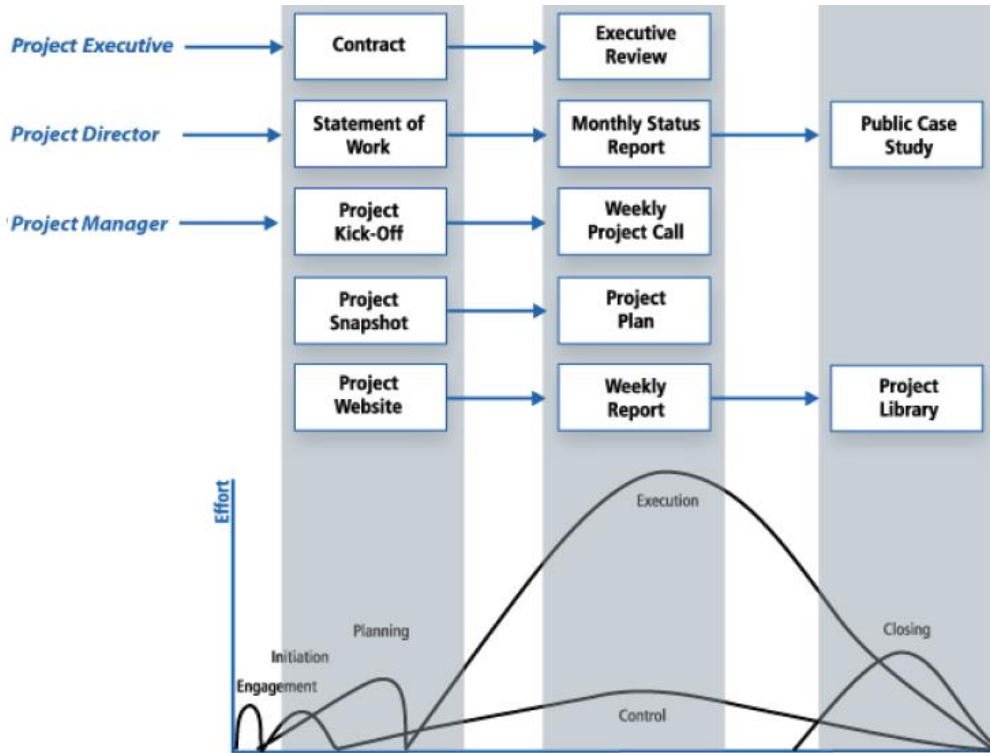 Project Executive
Contract
Executive
Review
Project Director
Statement of
Work
Monthly Status
Report
Public Case
Study
Project Manager
Project
Kick-Off
Weekly
Project Call
Project
Snapshot
Project
Plan
Project
Website
Weekly
Report
Project
Library
Effort
Execution
Planning
Closing
Initiation
Engagement
Control